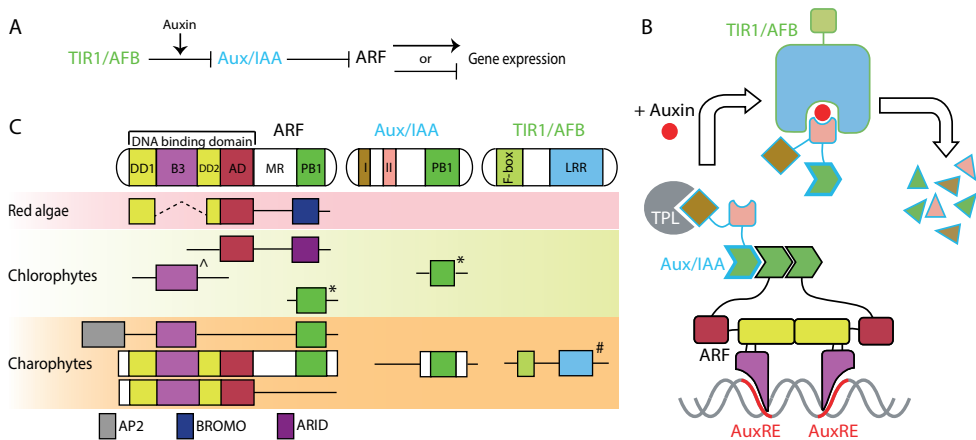 A
Auxin
TIR1/AFB
Aux/IAA
ARF
or
Gene expression
B
TIR1/AFB
+ Auxin
TPL
Aux/IAA
ARF
AuxRE
AuxRE
C
ARF
Aux/IAA
TIR1/AFB
DNA binding domain
DD1
B3
DD2
AD
MR
PB1
I
II
PB1
F-box
LRR
Red algae
Chlorophytes
^
*
*
Charophytes
#
AP2
BROMO
ARID